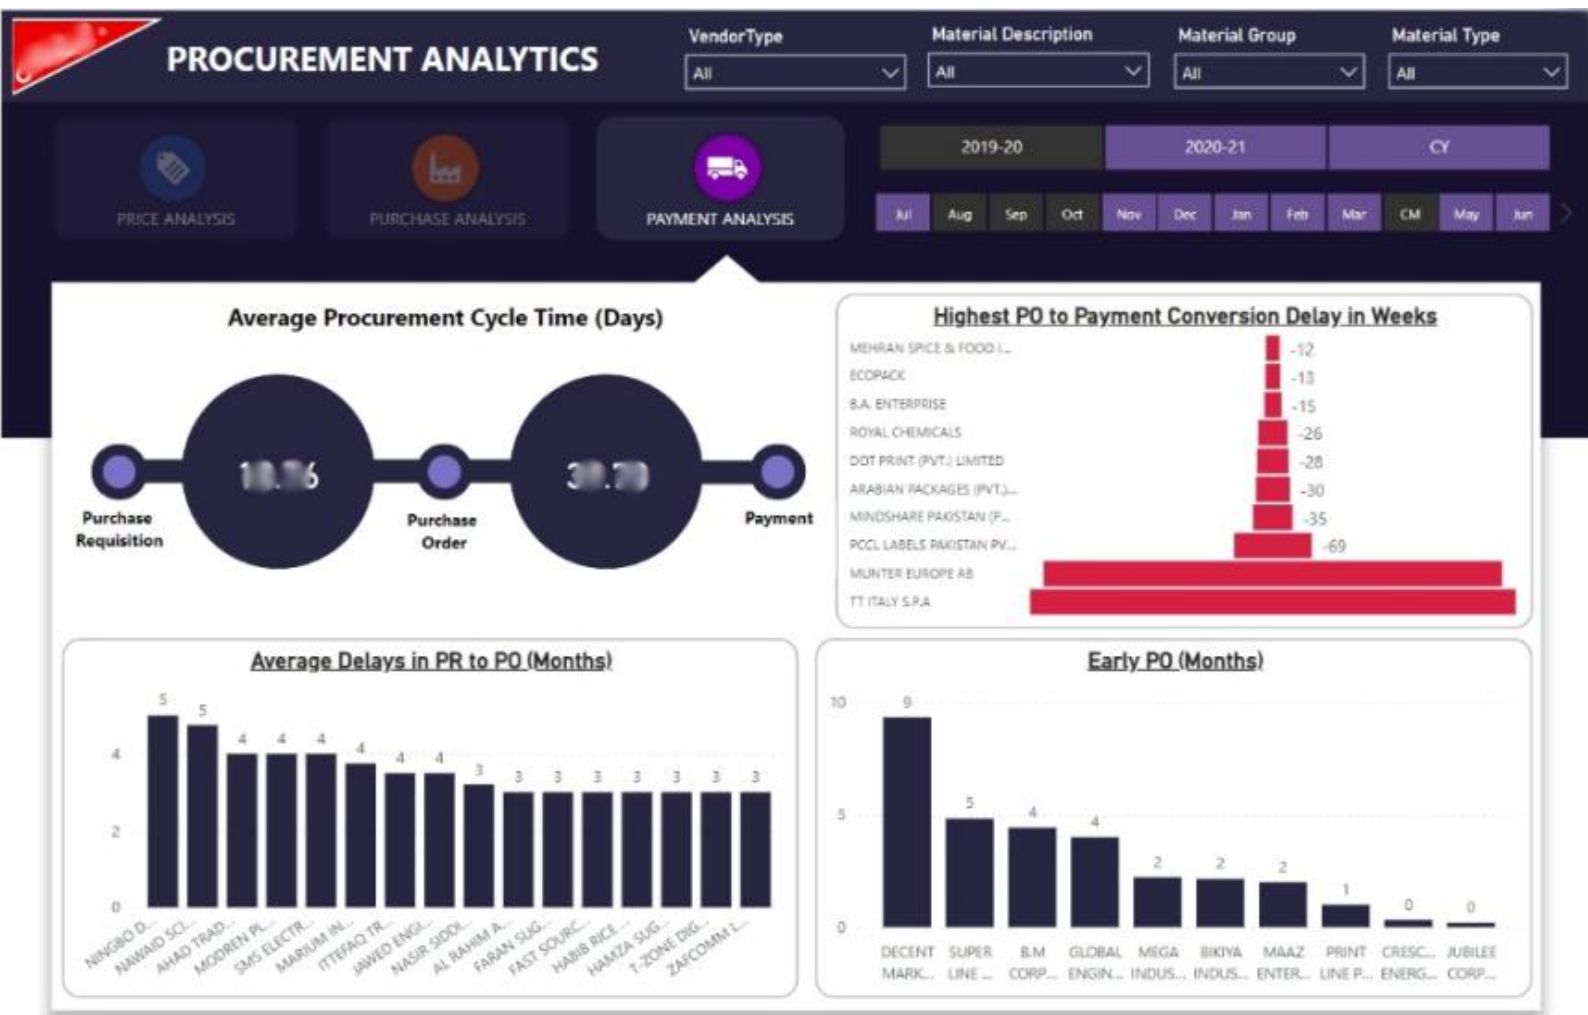 PROCUREMENT ANALYTICS
VendorType
All
Material Description
All
Material Group
All
Material Type
All
PRICE ANALYSIS
PURCHASE ANALYSIS
PAYMENT ANALYSIS
2019-20 2020-21 CY
Jul Aug Sep Oct Nov Dec Jan Feb Mar CM May Jun
Average Procurement Cycle Time (Days)
Purchase
Requisition
Purchase
Order
Payment
Highest PO to Payment Conversion Delay in Weeks
MEHRAN SPICE & FOOD I... -12
ECOPACK -13
B.A. ENTERPRISE -15
ROYAL CHEMICALS -26
DOT PRINT (PVT.) LIMITED -28
ARABIAN PACKAGES (PVT.)... -30
MINDSHARE PAKISTAN (P... -35
PCCL LABELS PAKISTAN PV... -69
MUNTER EUROPE AB
TT ITALY S.P.A
Average Delays in PR to PO (Months)
5 5 4 4 4 4 4 4 3 3 3 3 3 3 3 3
4
2
0
NINGBO D... NAWAID SCI... AHAD TRAD... MODREN PL... SMS ELECTR... MARIUM IN... ITTEFAQ TR... JAWED ENGI... NASIR SIDDI... AL RAHIM A... FARAN SUG... FAST SOURC... HABIB RICE ... HAMZA SUG... T-ZONE DIG... ZAFCOMM L...
Early PO (Months)
10
5
0
9 5 4 4 2 2 2 1 0 0
DECENT SUPER B.M GLOBAL MEGA BIKIYA MAAZ PRINT CRESC... JUBILEE
MARK... LINE ... CORP... ENGIN... INDUS... INDUS... ENTER... LINE P... ENERG... CORP...